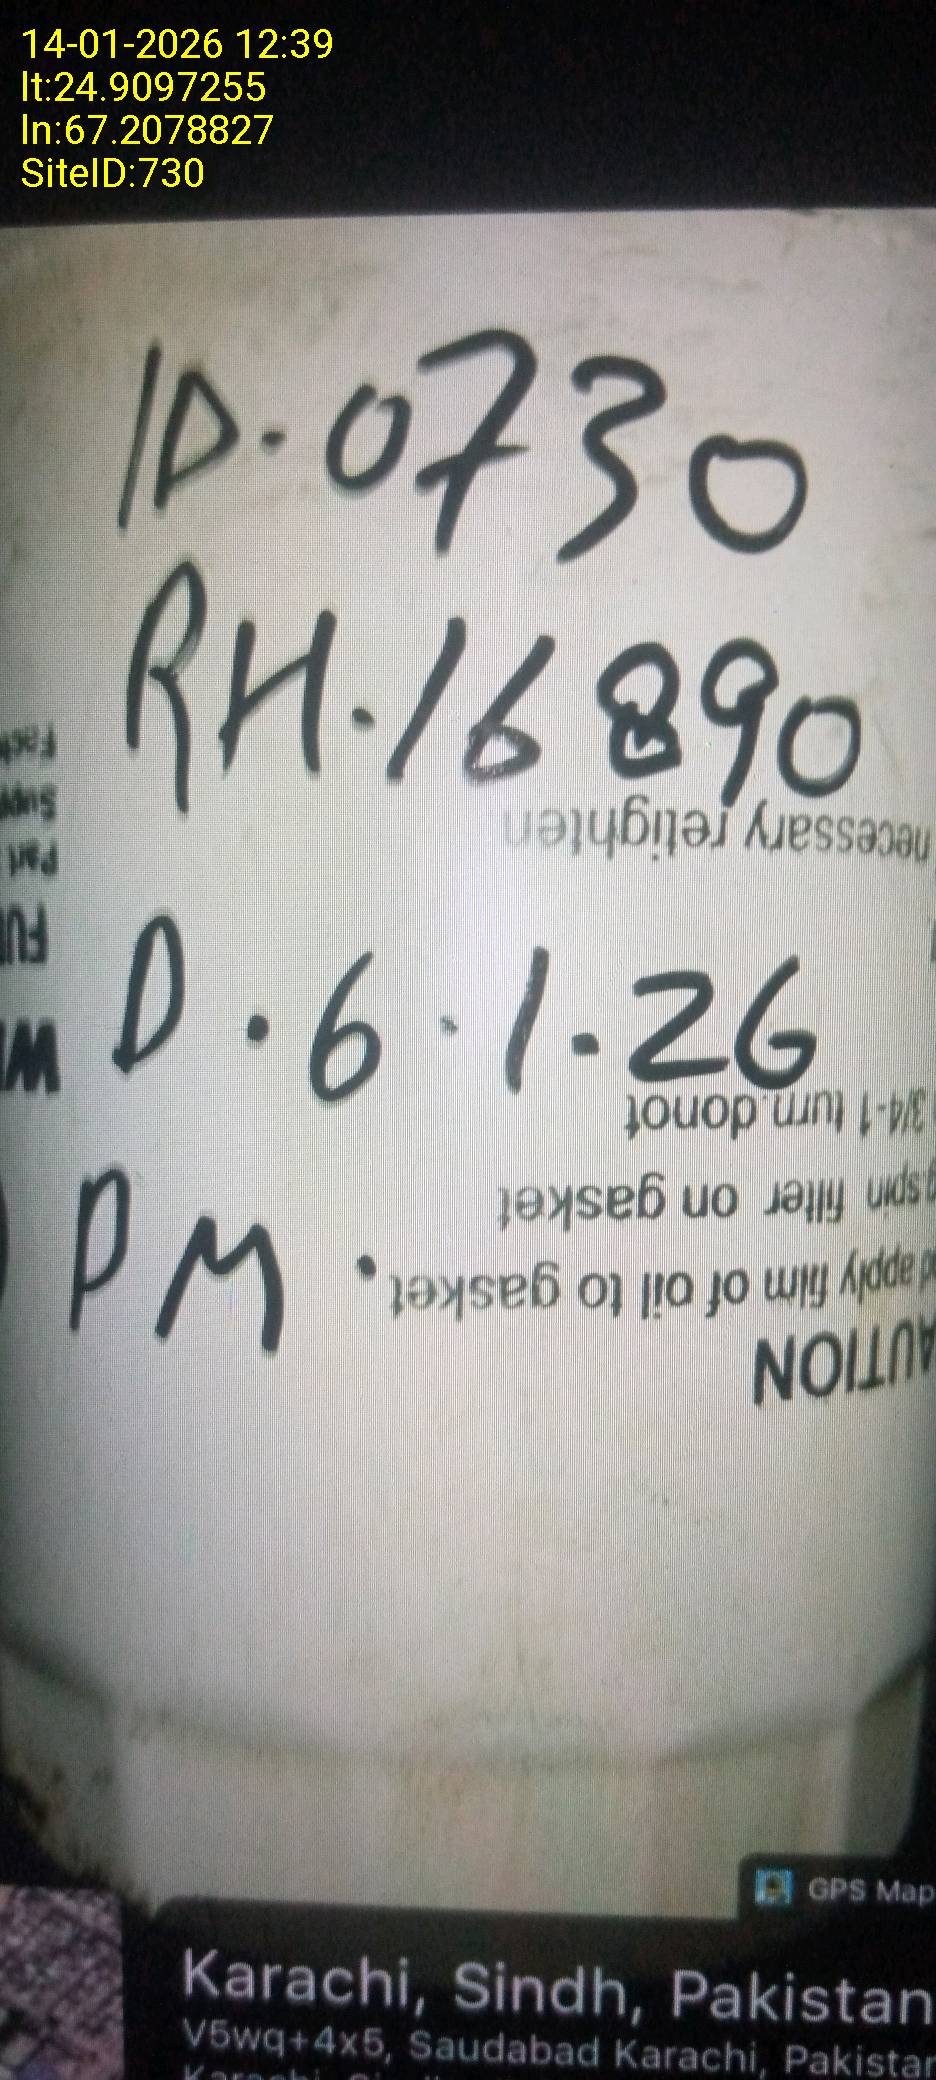 14-01-2026 12:39
lt:24.9097255
ln:67.2078827
SiteID:730
ID.0730
RH.16890
necessary retighten
D.6.1.26
3/4-1 turn donot
spin filter on gasket
apply film of oil to gasket.
PM.
GPS Map
Karachi, Sindh, Pakistan
V5wq+4x5, Saudabad Karachi, Pakistan